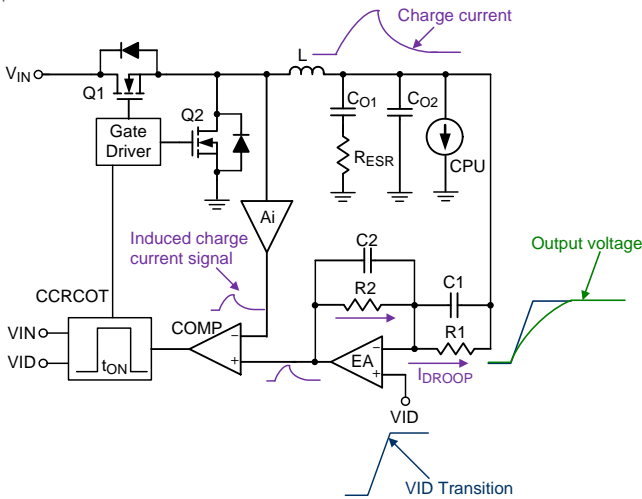 Charge current
VIN
L
Q1
CO1
CO2
Q2
Gate
Driver
RESR
CPU
Ai
Induced charge
current signal
C2
Output voltage
CCRCOT
R2
C1
VIN
COMP
VID
tON
EA
R1
IDROOP
VID
VID Transition